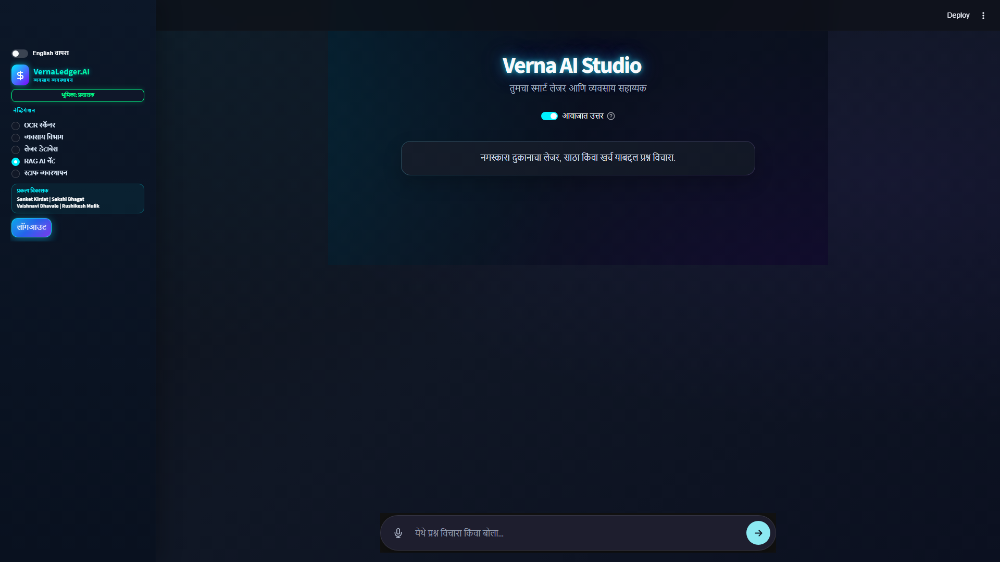 Deploy
English वापरा
VernaLedger.AI
व्यवसाय व्यवस्थापन
भूमिका: प्रशासक
नेव्हिगेशन
OCR स्कॅनर
व्यवसाय विभाग
लेजर डेटाबेस
RAG AI चॅट
स्टाफ व्यवस्थापन
प्रकल्प विकासक
Sanket Kirdat | Sakshi Bhagat
Vaishnavi Dhavale | Rushikesh Mulik
लॉगआउट
Verna AI Studio
तुमचा स्मार्ट लेजर आणि व्यवसाय सहाय्यक
आवाजात उत्तर
नमस्कार! दुकानाचा लेजर, साठा किंवा खर्च याबद्दल प्रश्न विचारा.
येथे प्रश्न विचारा किंवा बोला...